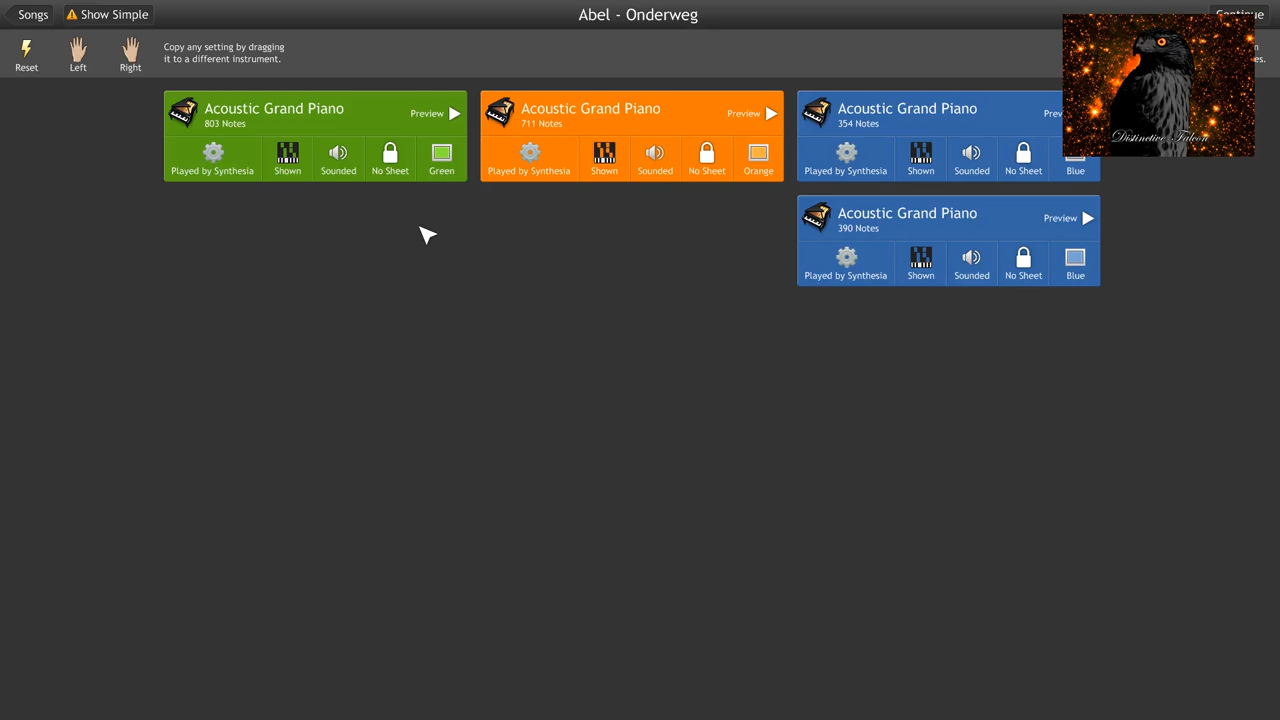 Songs
Show Simple
Abel - Onderweg
Continue
Reset
Left
Right
Copy any setting by dragging
it to a different instrument.
Acoustic Grand Piano
803 Notes
Preview
Played by Synthesia
Shown
Sounded
No Sheet
Green
Acoustic Grand Piano
711 Notes
Preview
Played by Synthesia
Shown
Sounded
No Sheet
Orange
Acoustic Grand Piano
354 Notes
Played by Synthesia
Shown
Sounded
No Sheet
Blue
Distinctive Falcon
Acoustic Grand Piano
390 Notes
Preview
Played by Synthesia
Shown
Sounded
No Sheet
Blue